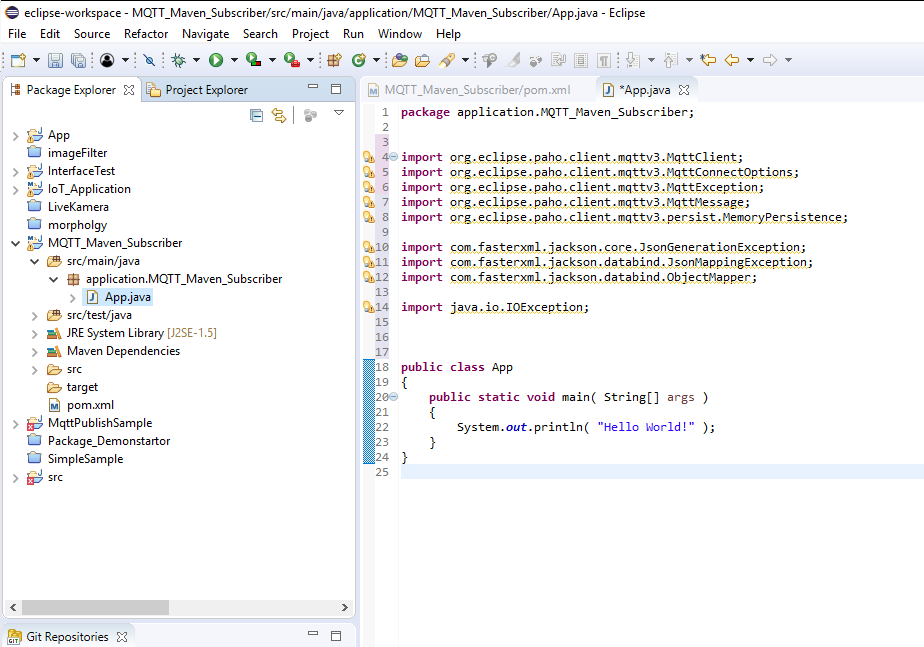 eclipse-workspace - MQTT_Maven_Subscriber/src/main/java/application/MQTT_Maven_Subscriber/App.java - Eclipse
File Edit Source Refactor Navigate Search Project Run Window Help
Package Explorer Project Explorer
App
imageFilter
InterfaceTest
IoT_Application
LiveKamera
morpholgy
MQTT_Maven_Subscriber
src/main/java
application.MQTT_Maven_Subscriber
App.java
src/test/java
JRE System Library [J2SE-1.5]
Maven Dependencies
src
target
pom.xml
MqttPublishSample
Package_Demonstartor
SimpleSample
src
GIT Git Repositories
MQTT_Maven_Subscriber/pom.xml *App.java
1 package application.MQTT_Maven_Subscriber;
2
3
4 import org.eclipse.paho.client.mqttv3.MqttClient;
5 import org.eclipse.paho.client.mqttv3.MqttConnectOptions;
6 import org.eclipse.paho.client.mqttv3.MqttException;
7 import org.eclipse.paho.client.mqttv3.MqttMessage;
8 import org.eclipse.paho.client.mqttv3.persist.MemoryPersistence;
9
10 import com.fasterxml.jackson.core.JsonGenerationException;
11 import com.fasterxml.jackson.databind.JsonMappingException;
12 import com.fasterxml.jackson.databind.ObjectMapper;
13
14 import java.io.IOException;
15
16
17
18 public class App
19 {
20 public static void main( String[] args )
21 {
22 System.out.println( "Hello World!" );
23 }
24 }
25